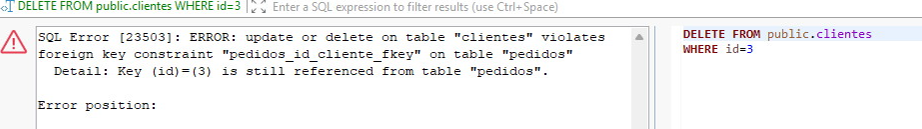 DELETE FROM public.clientes WHERE id=3
Enter a SQL expression to filter results (use Ctrl+Space)
SQL Error [23503]: ERROR: update or delete on table "clientes" violates
foreign key constraint "pedidos_id_cliente_fkey" on table "pedidos"
Detail: Key (id)=(3) is still referenced from table "pedidos".
Error position:
DELETE FROM public.clientes
WHERE id=3